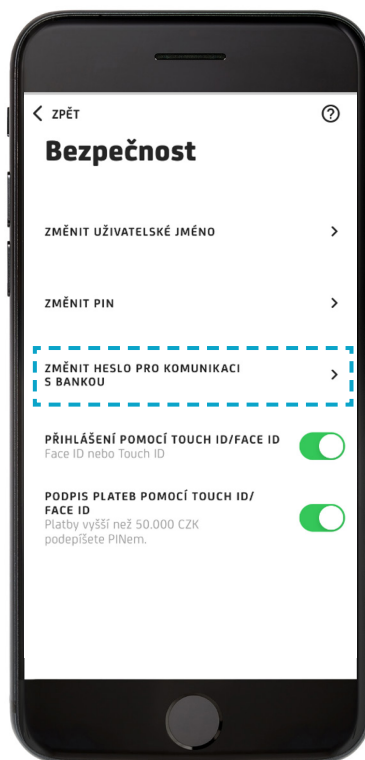 ZPĚT
Bezpečnost
ZMĚNIT UŽIVATELSKÉ JMÉNO
ZMĚNIT PIN
ZMĚNIT HESLO PRO KOMUNIKACI
S BANKOU
PŘIHLÁŠENÍ POMOCÍ TOUCH ID/FACE ID
Face ID nebo Touch ID
PODPIS PLATEB POMOCÍ TOUCH ID/
FACE ID
Platby vyšší než 50.000 CZK
podepíšete PINem.